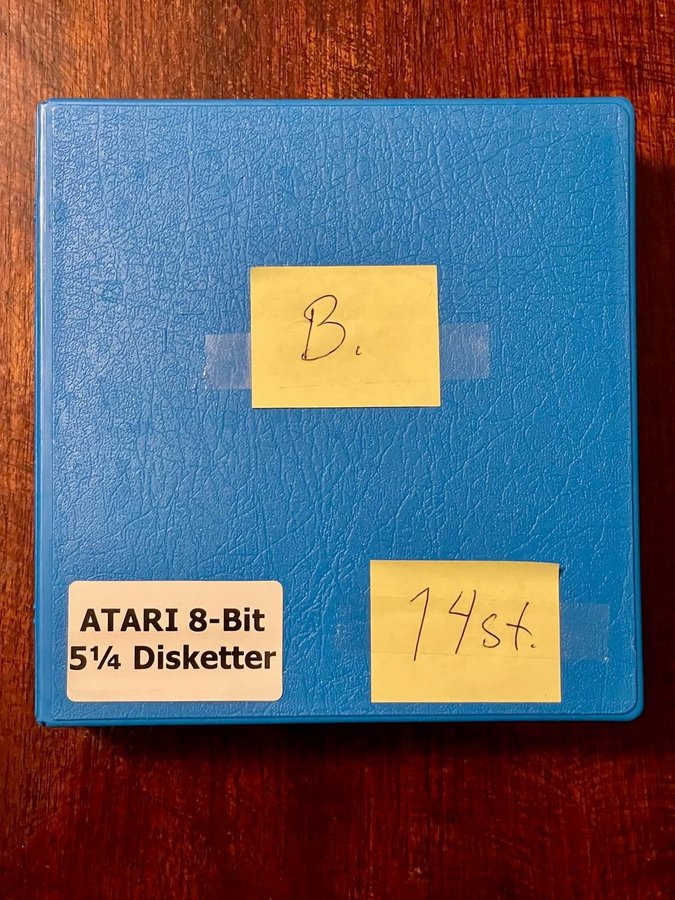 B.
ATARI 8-Bit
5¼ Disketter
14st.